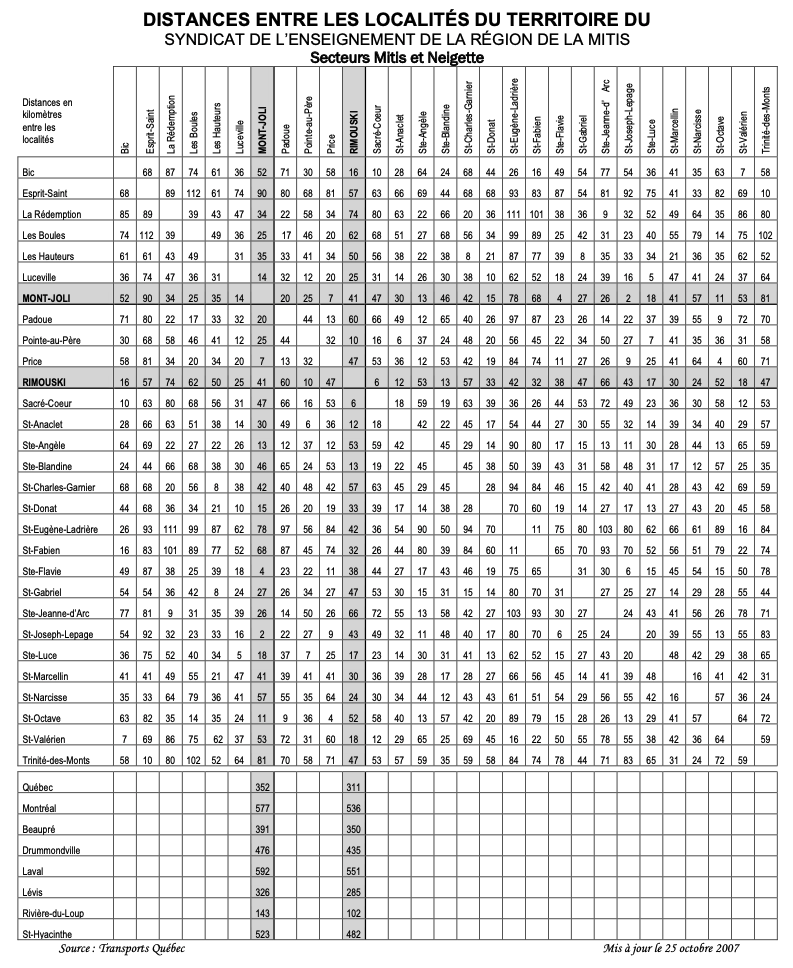 DISTANCES ENTRE LES LOCALITÉS DU TERRITOIRE DU
SYNDICAT DE L'ENSEIGNEMENT DE LA RÉGION DE LA MITIS
Secteurs Mitis et Neigette
Distances en
kilomètres
entre les
localités
Bic
Esprit-Saint
La Rédemption
Les Boules
Les Hauteurs
Luceville
MONT-JOLI
Padoue
Pointe-au-Père
Price
RIMOUSKI
Sacré-Coeur
St-Anaclet
Ste-Angèle
Ste-Blandine
St-Charles-Garnier
St-Donat
St-Eugène-Ladrière
St-Fabien
Ste-Flavie
St-Gabriel
Ste-Jeanne-d' Arc
St-Joseph-Lepage
Ste-Luce
St-Marcellin
St-Narcisse
St-Octave
St-Valérien
Trinité-des-Monts
Bic 68 87 74 61 36 52 71 30 58 16 10 28 64 24 68 44 26 16 49 54 77 54 36 41 35 63 7 58
Esprit-Saint 68 89 112 61 74 90 80 68 81 57 63 66 69 44 68 68 93 83 87 54 81 92 75 41 33 82 69 10
La Rédemption 85 89 39 43 47 34 22 58 34 74 80 63 22 66 20 36 111 101 38 36 9 32 52 49 64 35 86 80
Les Boules 74 112 39 49 36 25 17 46 20 62 68 51 27 68 56 34 99 89 25 42 31 23 40 55 79 14 75 102
Les Hauteurs 61 61 43 49 31 35 33 41 34 50 56 38 22 38 8 21 87 77 39 8 35 33 34 21 36 35 62 52
Luceville 36 74 47 36 31 14 32 12 20 25 31 14 26 30 38 10 62 52 18 24 39 16 5 47 41 24 37 64
MONT-JOLI 52 90 34 25 35 14 20 25 7 41 47 30 13 46 42 15 78 68 4 27 26 2 18 41 57 11 53 81
Padoue 71 80 22 17 33 32 20 44 13 60 66 49 12 65 40 26 97 87 23 26 14 22 37 39 55 9 72 70
Pointe-au-Père 30 68 58 46 41 12 25 44 32 10 16 6 37 24 48 20 56 45 22 34 50 27 7 41 35 36 31 58
Price 58 81 34 20 34 20 7 13 32 47 53 36 12 53 42 19 84 74 11 27 26 9 25 41 64 4 60 71
RIMOUSKI 16 57 74 62 50 25 41 60 10 47 6 12 53 13 57 33 42 32 38 47 66 43 17 30 24 52 18 47
Sacré-Coeur 10 63 80 68 56 31 47 66 16 53 6 18 59 19 63 39 36 26 44 53 72 49 23 36 30 58 12 53
St-Anaclet 28 66 63 51 38 14 30 49 6 36 12 18 42 22 45 17 54 44 27 30 55 32 14 39 34 40 29 57
Ste-Angèle 64 69 22 27 22 26 13 12 37 12 53 59 42 45 29 14 90 80 17 15 13 11 30 28 44 13 65 59
Ste-Blandine 24 44 66 68 38 30 46 65 24 53 13 19 22 45 45 38 50 39 43 31 58 48 31 17 12 57 25 35
St-Charles-Garnier 68 68 20 56 8 38 42 40 48 42 57 63 45 29 45 28 94 84 46 15 42 40 41 28 43 42 69 59
St-Donat 44 68 36 34 21 10 15 26 20 19 33 39 17 14 38 28 70 60 19 14 27 17 13 27 43 20 45 58
St-Eugène-Ladrière 26 93 111 99 87 62 78 97 56 84 42 36 54 90 50 94 70 11 75 80 103 80 62 66 61 89 16 84
St-Fabien 16 83 101 89 77 52 68 87 45 74 32 26 44 80 39 84 60 11 65 70 93 70 52 56 51 79 22 74
Ste-Flavie 49 87 38 25 39 18 4 23 22 11 38 44 27 17 43 46 19 75 65 31 30 6 15 45 54 15 50 78
St-Gabriel 54 54 36 42 8 24 27 26 34 27 47 53 30 15 31 15 14 80 70 31 27 25 27 14 29 28 55 44
Ste-Jeanne-d'Arc 77 81 9 31 35 39 26 14 50 26 66 72 55 13 58 42 27 103 93 30 27 24 43 41 56 26 78 71
St-Joseph-Lepage 54 92 32 23 33 16 2 22 27 9 43 49 32 11 48 40 17 80 70 6 25 24 20 39 55 13 55 83
Ste-Luce 36 75 52 40 34 5 18 37 7 25 17 23 14 30 31 41 13 62 52 15 27 43 20 48 42 29 38 65
St-Marcellin 41 41 49 55 21 47 41 39 41 41 30 36 39 28 17 28 27 66 56 45 14 41 39 48 16 41 42 31
St-Narcisse 35 33 64 79 36 41 57 55 35 64 24 30 34 44 12 43 43 61 51 54 29 56 55 42 16 57 36 24
St-Octave 63 82 35 14 35 24 11 9 36 4 52 58 40 13 57 42 20 89 79 15 28 26 13 29 41 57 64 72
St-Valérien 7 69 86 75 62 37 53 72 31 60 18 12 29 65 25 69 45 16 22 50 55 78 55 38 42 36 64 59
Trinité-des-Monts 58 10 80 102 52 64 81 70 58 71 47 53 57 59 35 59 58 84 74 78 44 71 83 65 31 24 72 59
Québec 352 311
Montréal 577 536
Beaupré 391 350
Drummondville 476 435
Laval 592 551
Lévis 326 285
Rivière-du-Loup 143 102
St-Hyacinthe 523 482
Source : Transports Québec Mis à jour le 25 octobre 2007